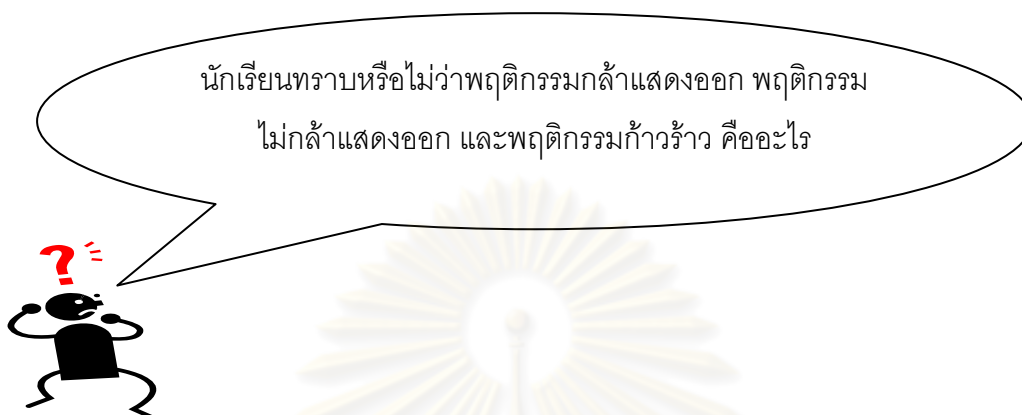 นักเรียนทราบหรือไม่ว่าพฤติกรรมกล้าแสดงออก พฤติกรรม
ไม่กล้าแสดงออก และพฤติกรรมก้าวร้าว คืออะไร
?